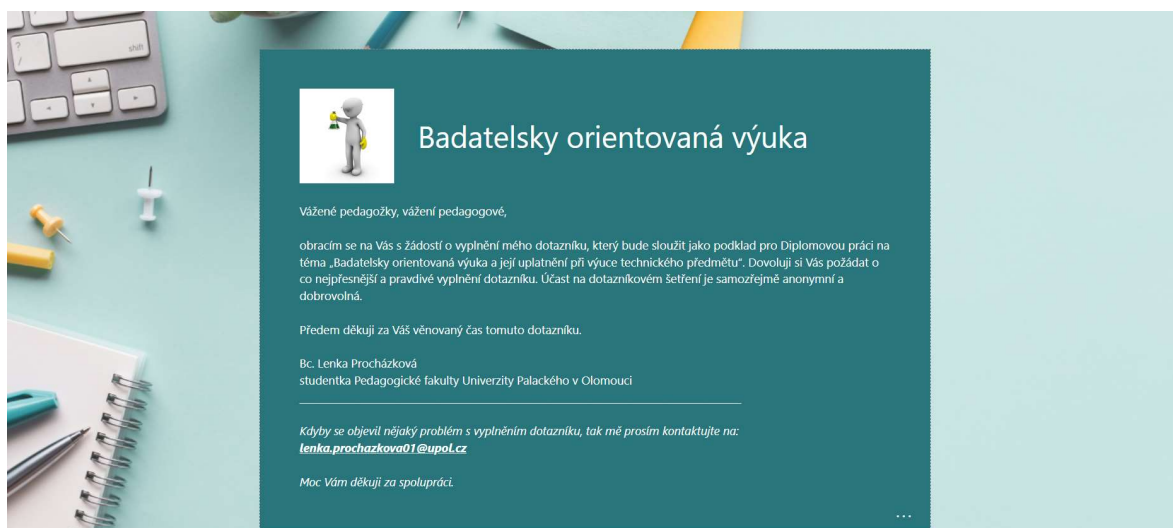 ?
/
shift
Badatelsky orientovaná výuka
Vážené pedagožky, vážení pedagogové,
obracím se na Vás s žádostí o vyplnění mého dotazníku, který bude sloužit jako podklad pro Diplomovou práci na
téma „Badatelsky orientovaná výuka a její uplatnění při výuce technického předmětu“. Dovoluji si Vás požádat o
co nejpřesnější a pravdivé vyplnění dotazníku. Účast na dotazníkovém šetření je samozřejmě anonymní a
dobrovolná.
Předem děkuji za Váš věnovaný čas tomuto dotazníku.
Bc. Lenka Procházková
studentka Pedagogické fakulty Univerzity Palackého v Olomouci
Kdyby se objevil nějaký problém s vyplněním dotazníku, tak mě prosím kontaktujte na:
lenka.prochazkova01@upol.cz
Moc Vám děkuji za spolupráci.
...